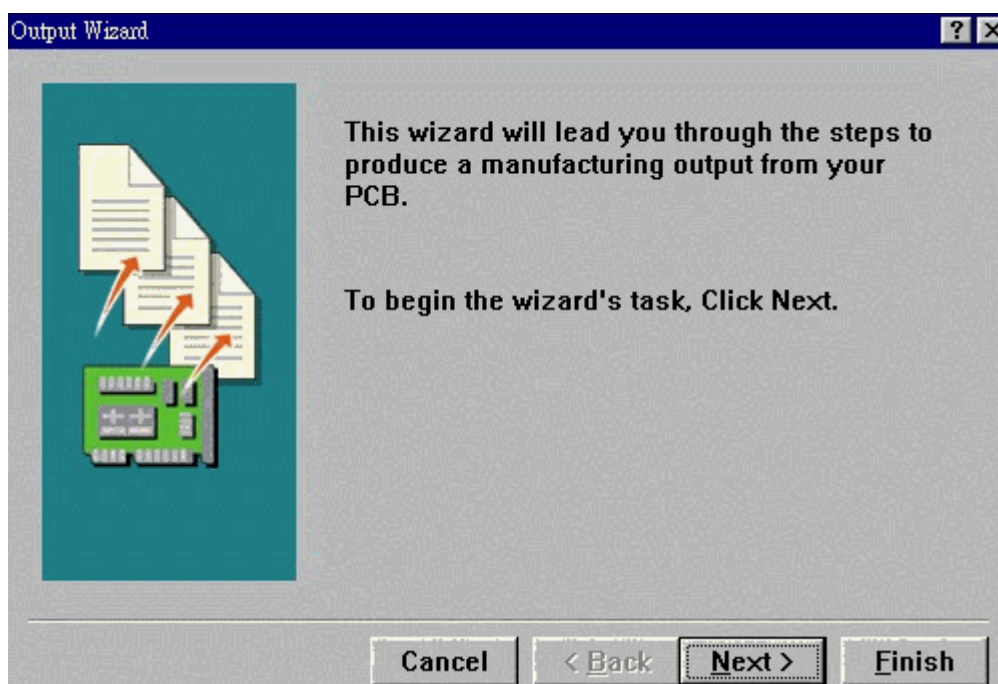 Output Wizard
This wizard will lead you through the steps to
produce a manufacturing output from your
PCB.
To begin the wizard's task, Click Next.
Cancel < Back Next > Finish